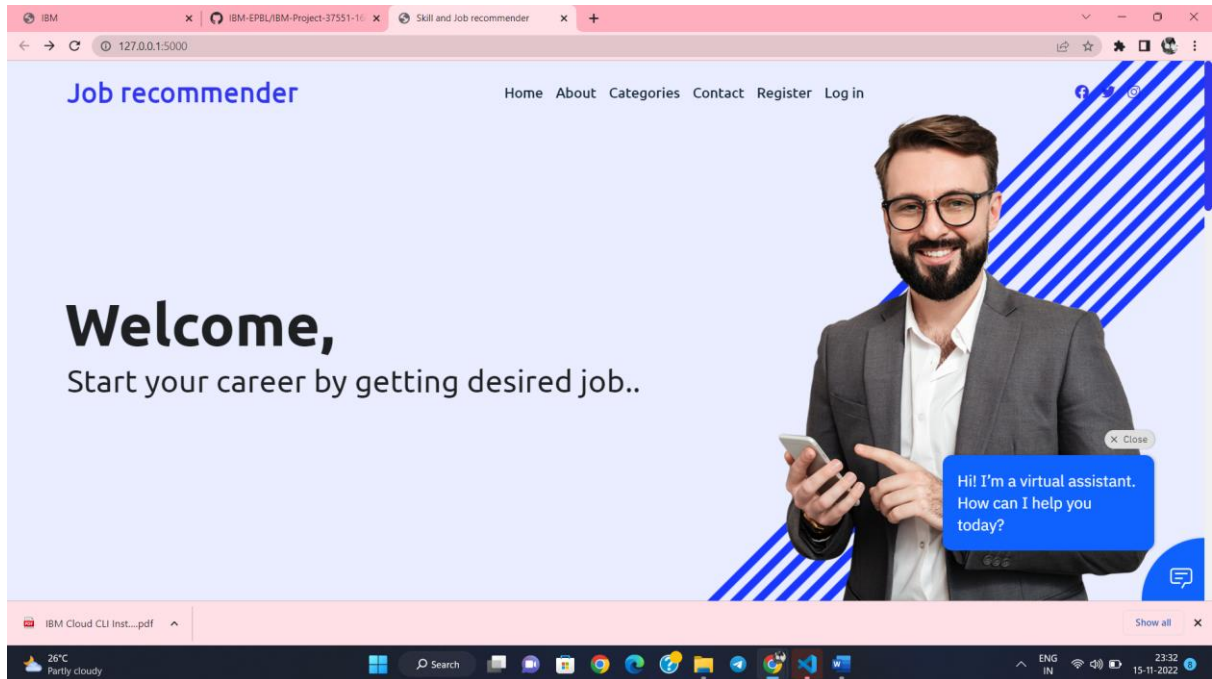 IBM
IBM-EPBL/IBM-Project-37551-16
Skill and Job recommender
127.0.0.1:5000
Job recommender
Home About Categories Contact Register Log in
Welcome,
Start your career by getting desired job..
Close
Hi! I'm a virtual assistant.
How can I help you
today?
IBM Cloud CLI Inst....pdf
Show all
26°C
Partly cloudy
Search
ENG
IN
23:32
15-11-2022